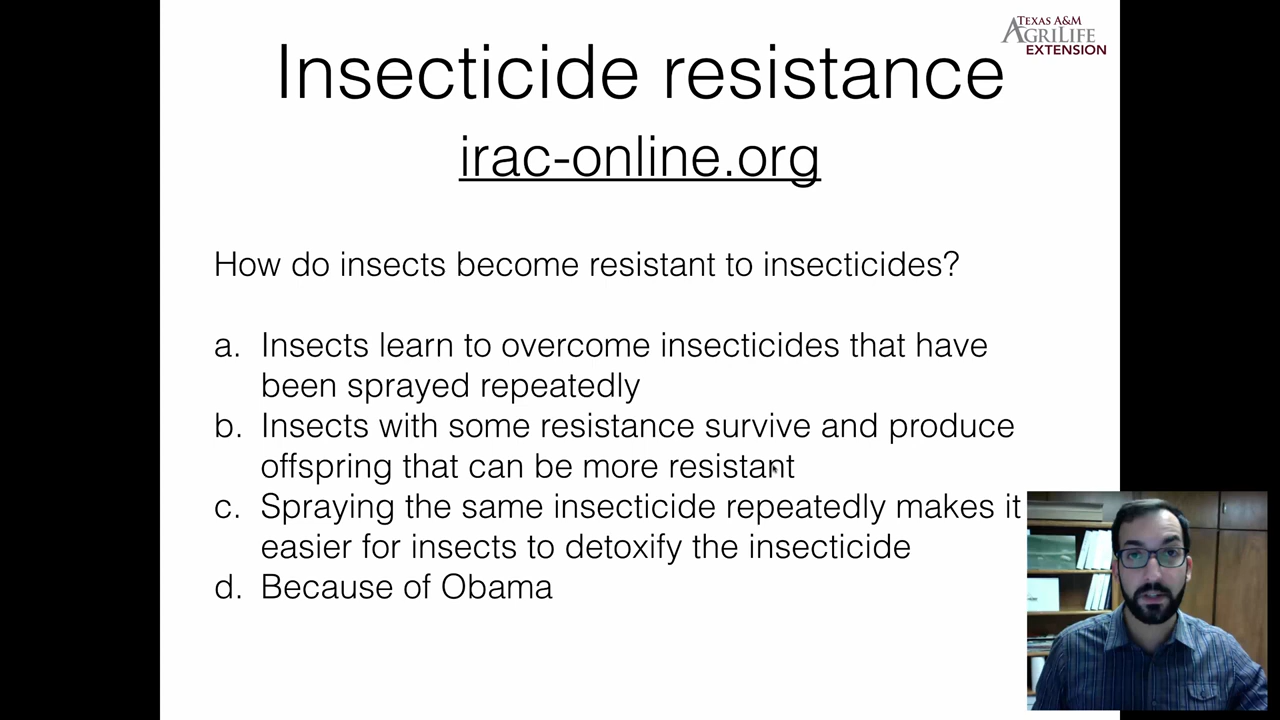 TEXAS A&M
AGRILIFE
EXTENSION
Insecticide resistance
irac-online.org
How do insects become resistant to insecticides?
a. Insects learn to overcome insecticides that have
been sprayed repeatedly
b. Insects with some resistance survive and produce
offspring that can be more resistant
c. Spraying the same insecticide repeatedly makes it
easier for insects to detoxify the insecticide
d. Because of Obama